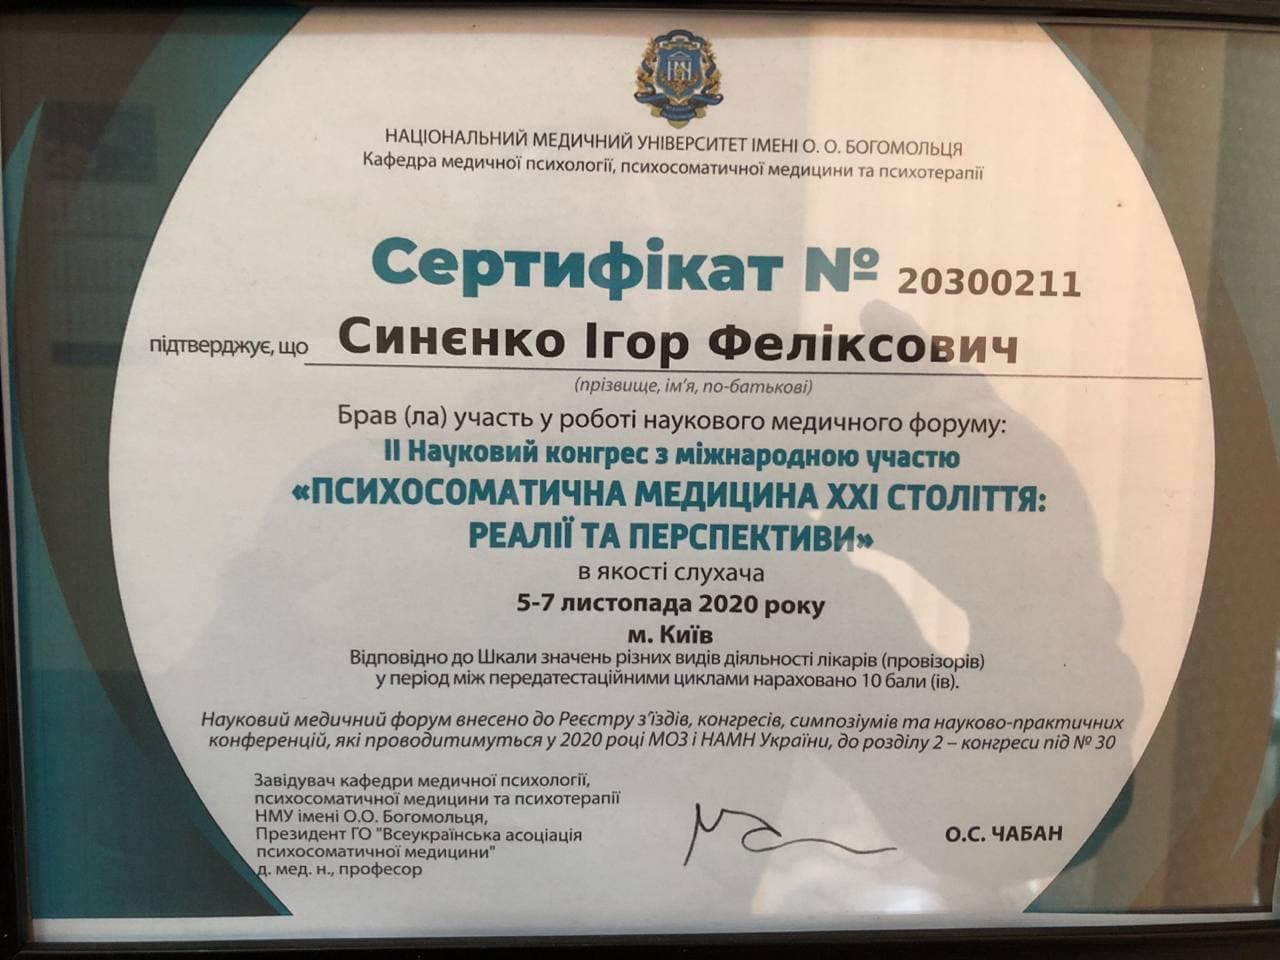 НАЦІОНАЛЬНИЙ МЕДИЧНИЙ УНІВЕРСИТЕТ ІМЕНІ О. О. БОГОМОЛЬЦЯ
Кафедра медичної психології, психосоматичної медицини та психотерапії
Сертифікат № 20300211
підтверджує, що Синєнко Ігор Феліксович
(прізвище, ім'я, по-батькові)
Брав (ла) участь у роботі наукового медичного форуму:
ІІ Науковий конгрес з міжнародною участю
«ПСИХОСОМАТИЧНА МЕДИЦИНА ХХІ СТОЛІТТЯ:
РЕАЛІЇ ТА ПЕРСПЕКТИВИ»
в якості слухача
5-7 листопада 2020 року
м. Київ
Відповідно до Шкали значень різних видів діяльності лікарів (провізорів)
у період між передатестаційними циклами нараховано 10 бали (ів).
Науковий медичний форум внесено до Реєстру з'їздів, конгресів, симпозіумів та науково-практичних
конференцій, які проводитимуться у 2020 році МОЗ і НАМН України, до розділу 2 – конгреси під № 30
Завідувач кафедри медичної психології,
психосоматичної медицини та психотерапії
НМУ імені О.О. Богомольця,
Президент ГО "Всеукраїнська асоціація
психосоматичної медицини"
д. мед. н., професор
О.С. ЧАБАН